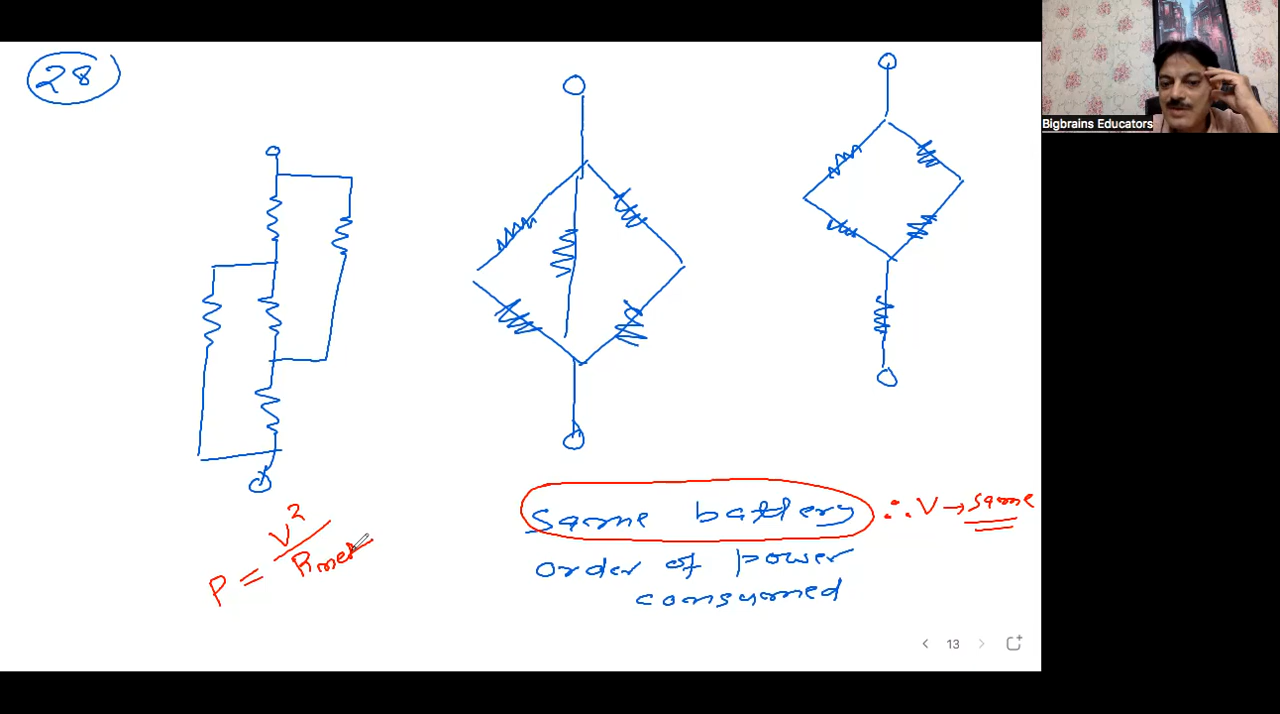 28
Bigbrains Educators
Same battery ∴ V → same
order of power
consumed
P = V²/Rnet
13